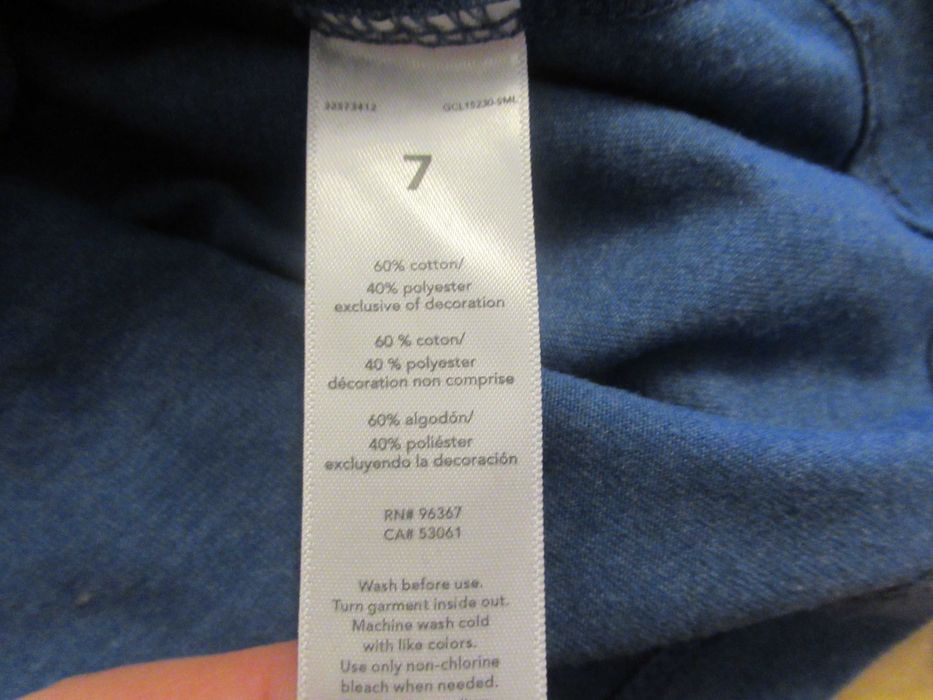 GCL15230-SML
7
60% cotton/
40% polyester
exclusive of decoration
60 % coton/
40 % polyester
décoration non comprise
60% algodón/
40% poliéster
excluyendo la decoración
RN# 96367
CA# 53061
Wash before use.
Turn garment inside out.
Machine wash cold
with like colors.
Use only non-chlorine
bleach when needed.